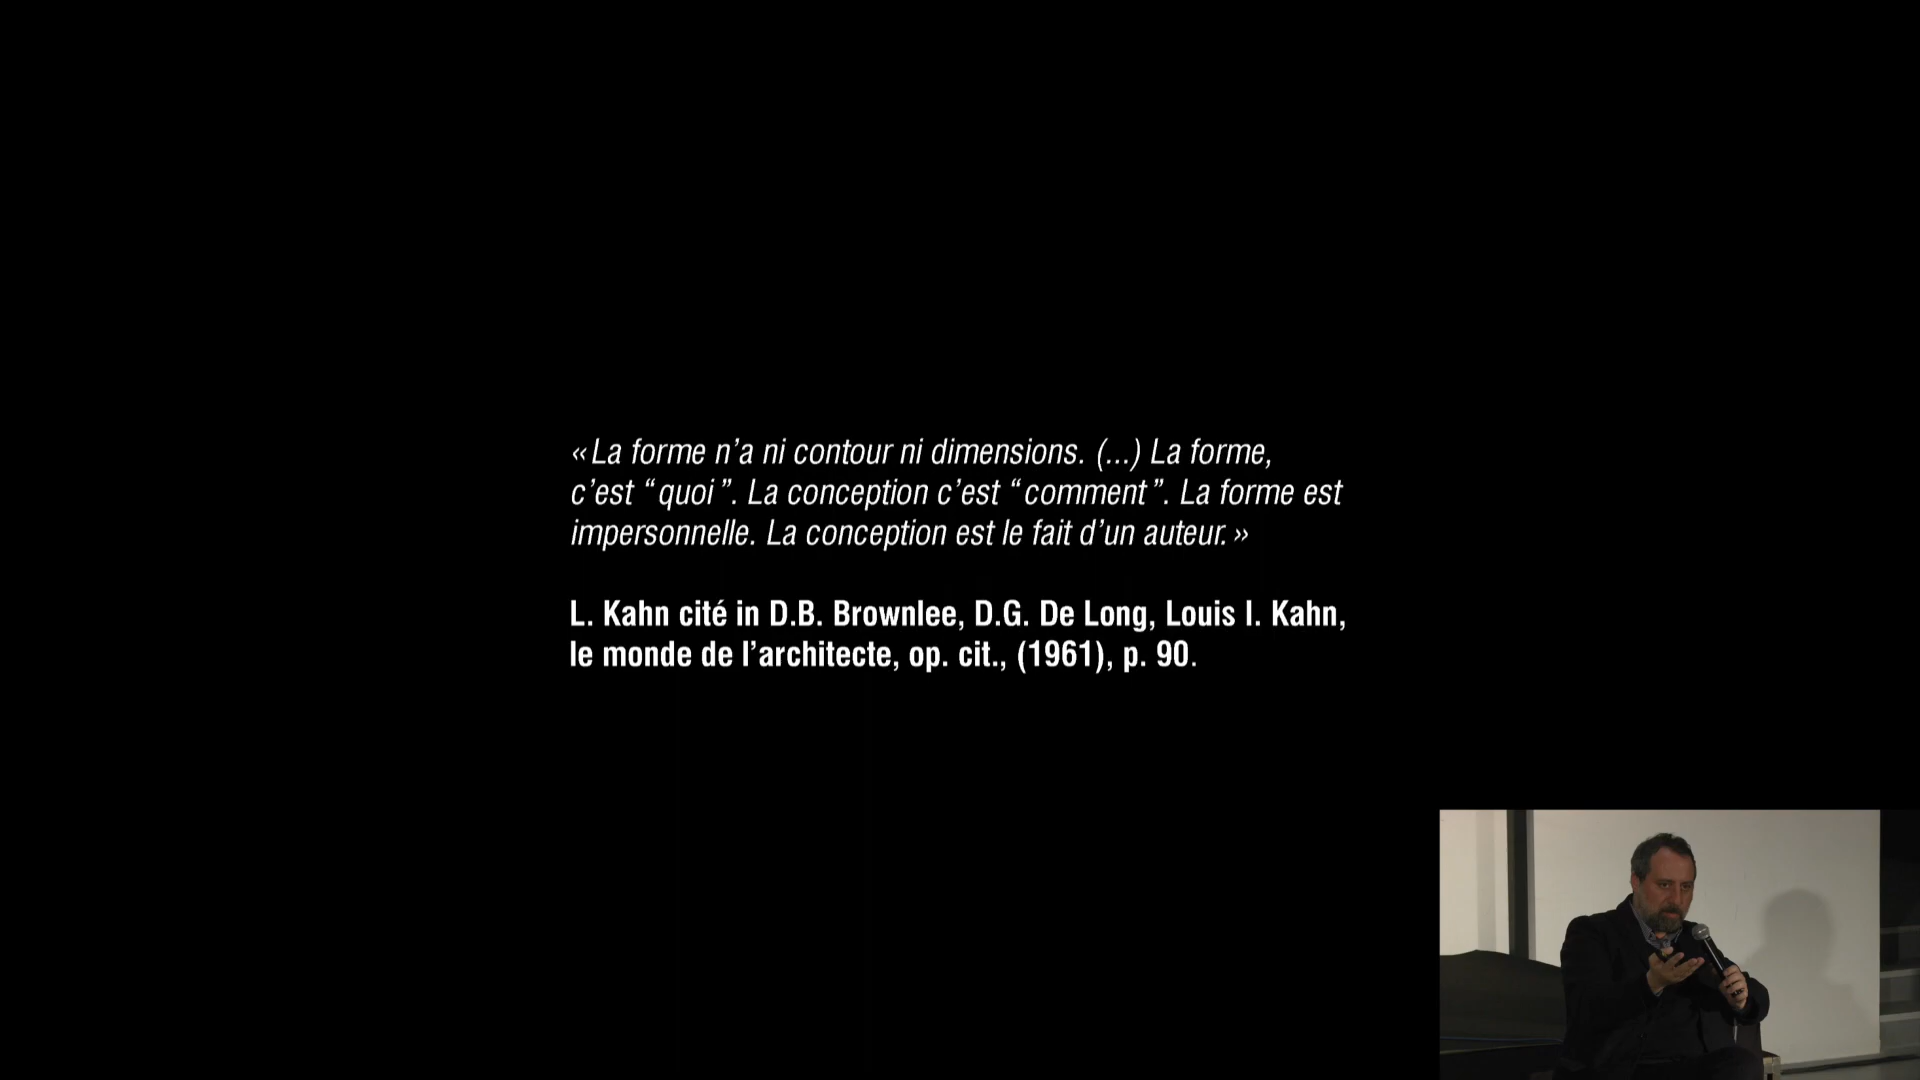 « La forme n’a ni contour ni dimensions. (...) La forme,
c’est “ quoi ”. La conception c’est “ comment ”. La forme est
impersonnelle. La conception est le fait d’un auteur. »
L. Kahn cité in D.B. Brownlee, D.G. De Long, Louis I. Kahn,
le monde de l’architecte, op. cit., (1961), p. 90.